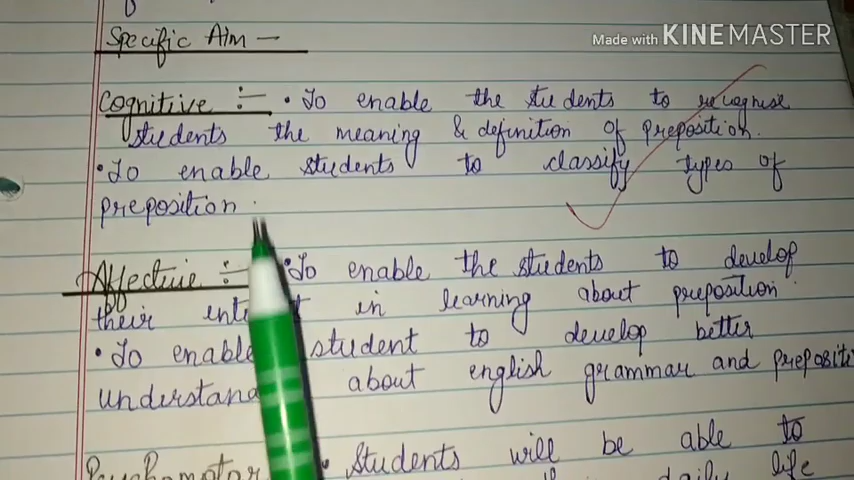 Made with KINEMASTER
Specific Aim —
Cognitive :- • To enable the students to recognise
students the meaning & definition of preposition.
• To enable students to classify types of
preposition.
Affective :- • To enable the students to develop
their in learning about preposition
• To enable student to develop better
about english grammar and
Psychomotor • Students will be able to
daily life